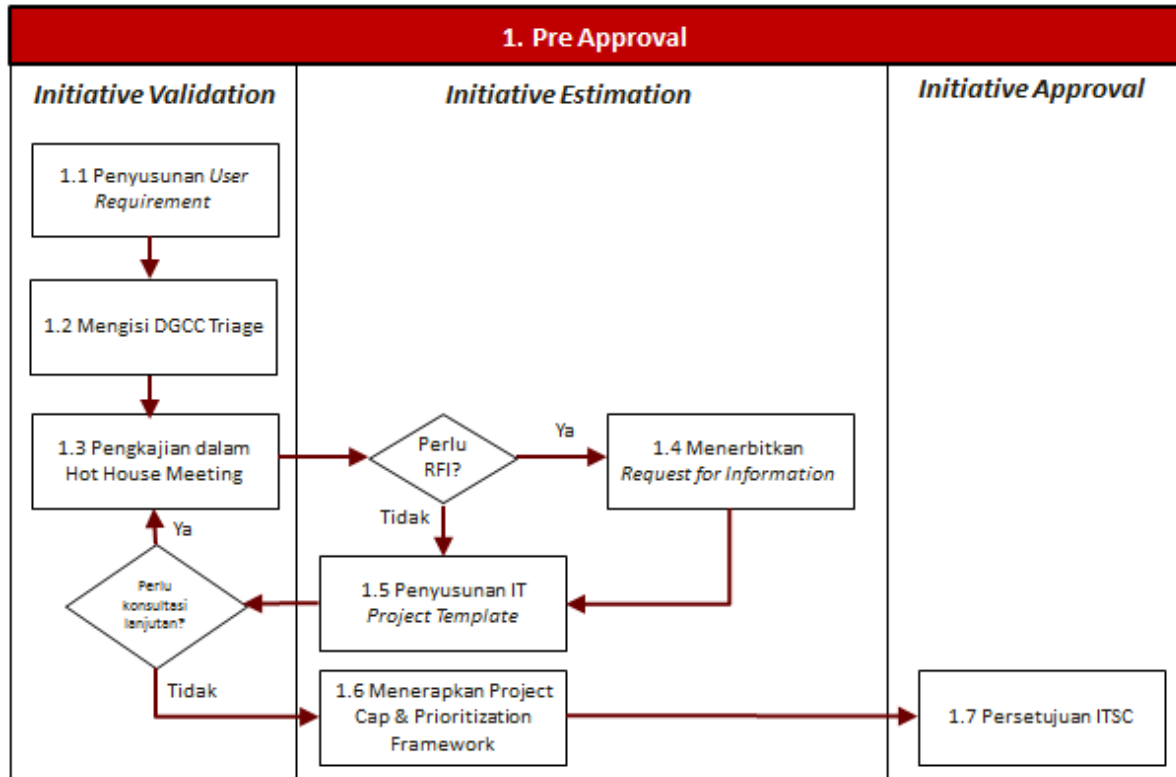 1. Pre Approval
Initiative Validation
Initiative Estimation
Initiative Approval
1.1 Penyusunan User
Requirement
1.2 Mengisi DGCC Triage
1.3 Pengkajian dalam
Hot House Meeting
Perlu
RFI?
Ya
1.4 Menerbitkan
Request for Information
Tidak
Ya
Perlu
konsultasi
lanjutan?
1.5 Penyusunan IT
Project Template
Tidak
1.6 Menerapkan Project
Cap & Prioritization
Framework
1.7 Persetujuan ITSC